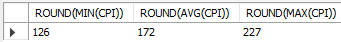 ROUND(MIN(CPI)) ROUND(AVG(CPI)) ROUND(MAX(CPI))
126 172 227